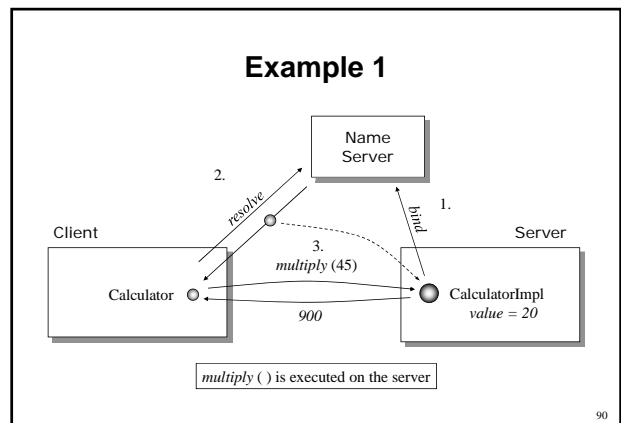 Example 1
Name
Server
2.
resolve
bind
1.
Client
Server
3.
multiply (45)
Calculator
CalculatorImpl
value = 20
900
multiply ( ) is executed on the server
90